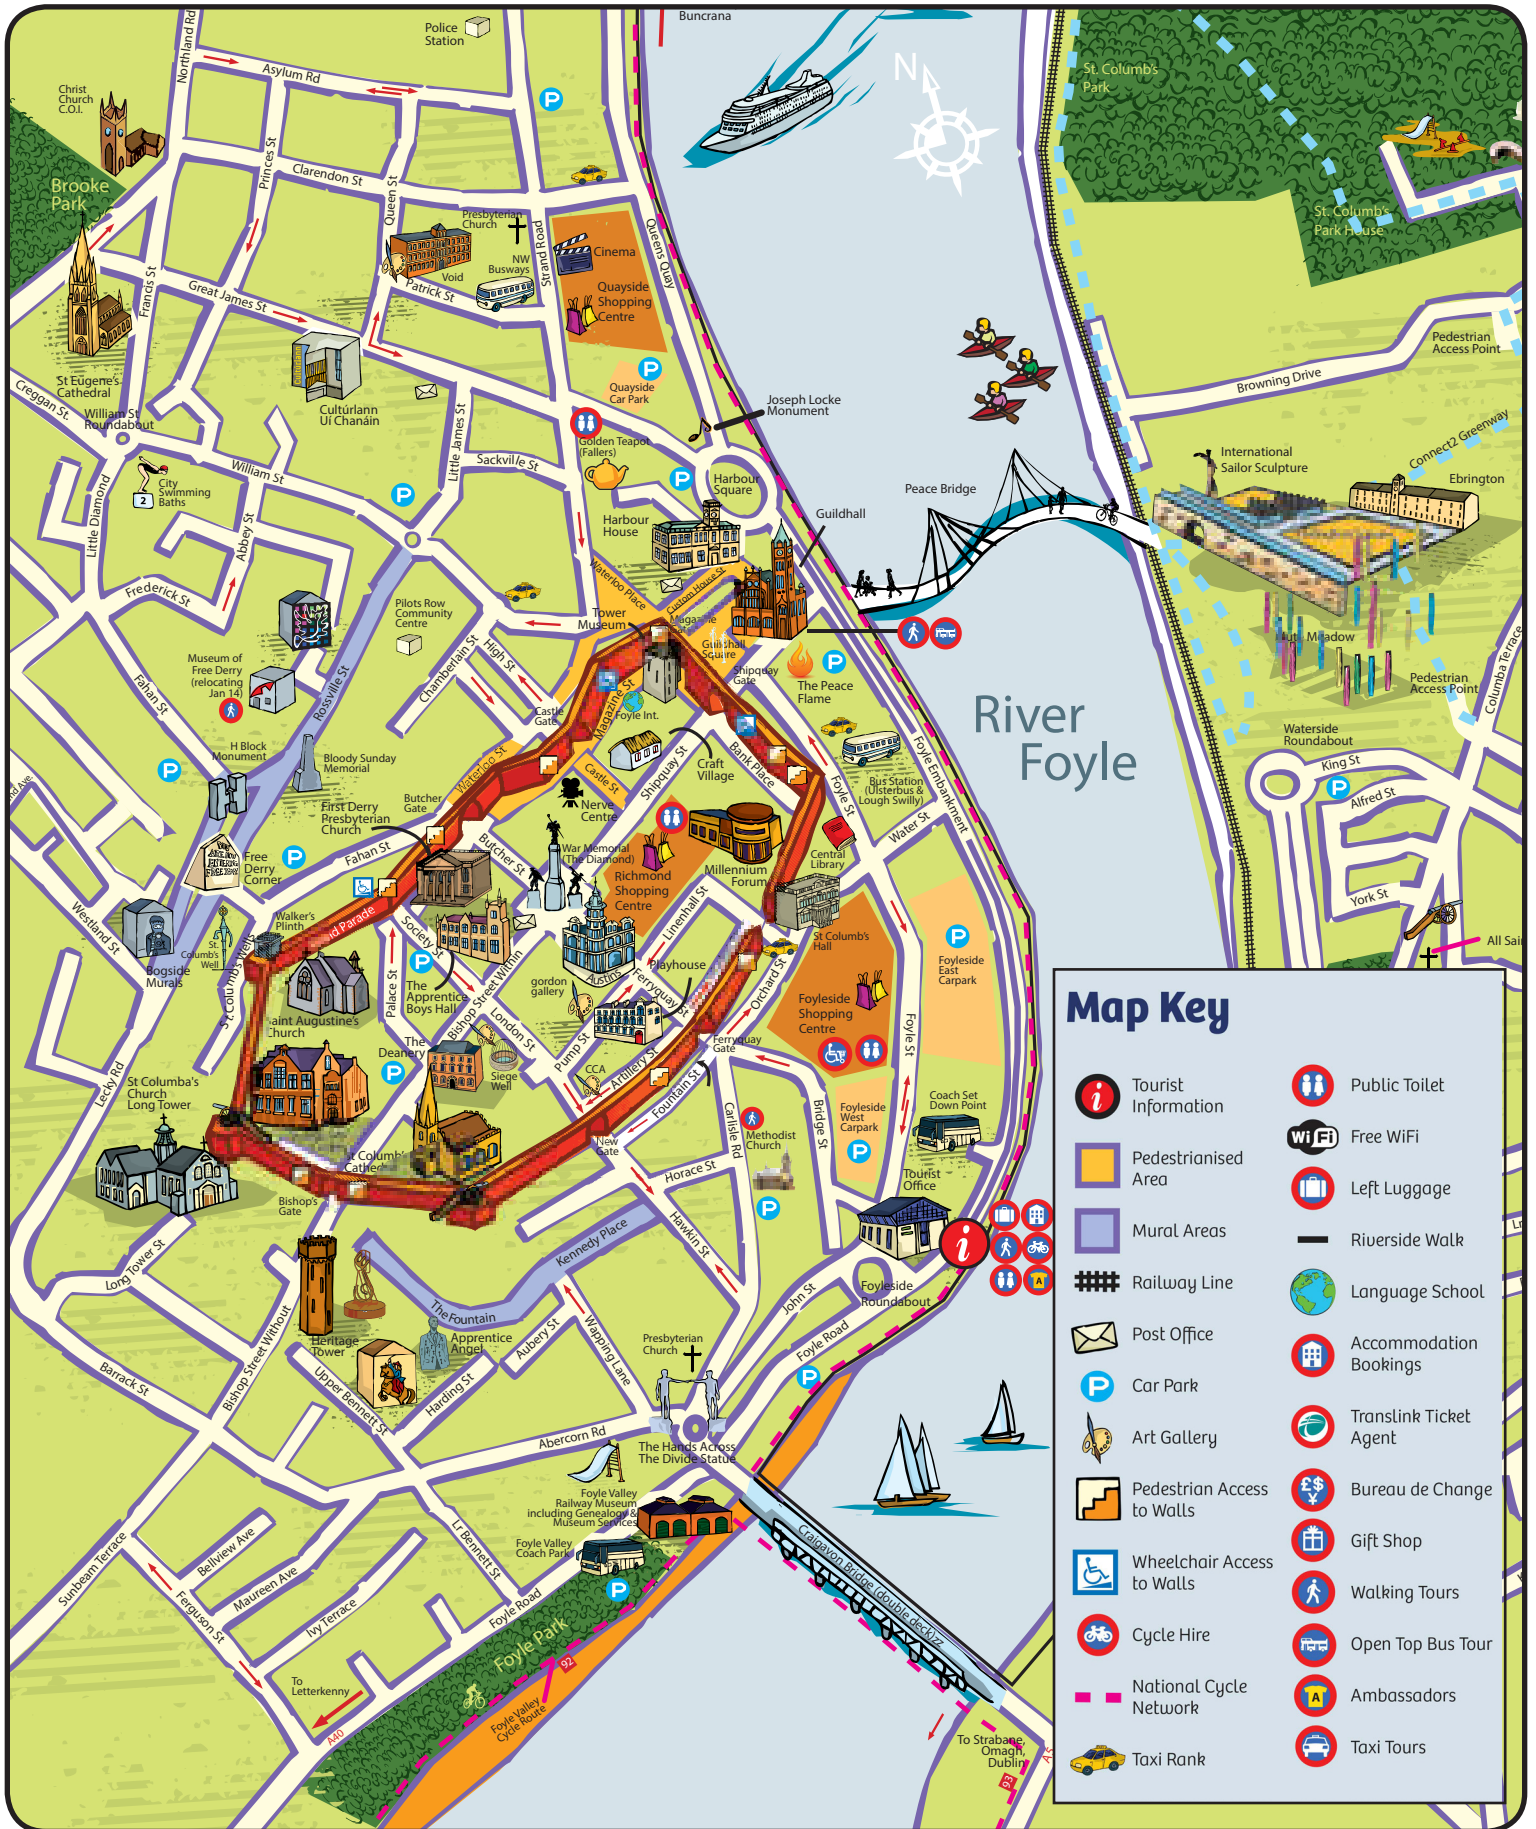 Buncrana
Police
Station
Northland Rd
Asylum Rd
Christ
Church
C.O.I.
N
St. Columb's
Park
Princes St
Clarendon St
Queen St
Brooke
Park
Presbyterian
Church
Strand Road
Cinema
Queens Quay
St. Columb's
Park House
NW
Busways
Void
Patrick St
Quayside
Shopping
Centre
Francis St
Great James St
Pedestrian
Access Point
Browning Drive
St Eugene's
Cathedral
Creggan St.
William St
Roundabout
Cultúrlann
Uí Chanáin
Quayside
Car Park
Joseph Locke
Monument
Little James St
Golden Teapot
(Fallers)
Sackville St
Connect2 Greenway
International
Sailor Sculpture
Ebrington
William St
City
Swimming
Baths
2
Harbour
Square
Peace Bridge
Little Diamond
Abbey St
Harbour
House
Guildhall
Frederick St
Waterloo Place
Custom House St
Pilots Row
Community
Centre
Tower
Museum
Guildhall
Square
Shipquay
Gate
High St
Chamberlain St
Museum of
Free Derry
(relocating
Jan 14)
The Peace
Flame
Pedestrian
Access Point
Columba Terrace
Fahan St
Rossville St
Castle
Gate
Magazine St
Foyle Int.
River
Foyle
Waterside
Roundabout
King St
Alfred St
H Block
Monument
Bloody Sunday
Memorial
Waterloo St
Castle St
Craft
Village
Shipquay St
Bank Place
Foyle St
Foyle Embankment
Bus Station
(Ulsterbus &
Lough Swilly)
Butcher
Gate
First Derry
Presbyterian
Church
Nerve
Centre
Water St
Fahan St
Butcher St
War Memorial
(The Diamond)
Richmond
Shopping
Centre
Millennium
Forum
Central
Library
Free
Derry
Corner
Westland St
York St
Walker's
Plinth
St.
Columb's
Well
Society St
Linenhall St
St Columb's
Hall
Bogside
Murals
St. Columb's Wells
Palace St
The
Apprentice
Boys Hall
Bishop Street Within
Austins
Playhouse
gordon
gallery
Ferryquay St
Orchard St
Foyleside
East
Carpark
Foyleside
Shopping
Centre
Foyle St
London St
The
Deanery
Siege
Well
Pump St
CCA
Artillery St
Fountain St
Ferryquay
Gate
Lecky Rd
St Columba's
Church
Long Tower
New
Gate
Carlisle Rd
Methodist
Church
Bridge St
Foyleside
West
Carpark
Coach Set
Down Point
Tourist
Office
Horace St
Bishop's
Gate
Hawkin St
Kennedy Place
Long Tower St
The Fountain
Heritage
Tower
Apprentice
Angel
Aubery St
Wapping Lane
John St
Foyleside
Roundabout
Foyle Road
Presbyterian
Church
Bishop Street Without
Barrack St
Upper Bennett St
Harding St
Abercorn Rd
The Hands Across
The Divide Statue
Foyle Valley
Railway Museum
including Genealogy &
Museum Services
Foyle Valley
Coach Park
Craigavon Bridge (double deck)
Lr Bennett St
Sunbeam Terrace
Bellview Ave
Maureen Ave
Ferguson St
Ivy Terrace
Foyle Road
Foyle Park
92
Foyle Valley
Cycle Route
To
Letterkenny
A40
To Strabane,
Omagh,
Dublin
93
A5
Map Key
Tourist
Information
Pedestrianised
Area
Mural Areas
Railway Line
Post Office
Car Park
Art Gallery
Pedestrian Access
to Walls
Wheelchair Access
to Walls
Cycle Hire
National Cycle
Network
Taxi Rank
Public Toilet
WiFi
Free WiFi
Left Luggage
Riverside Walk
Language School
Accommodation
Bookings
Translink Ticket
Agent
Bureau de Change
Gift Shop
Walking Tours
Open Top Bus Tour
Ambassadors
Taxi Tours